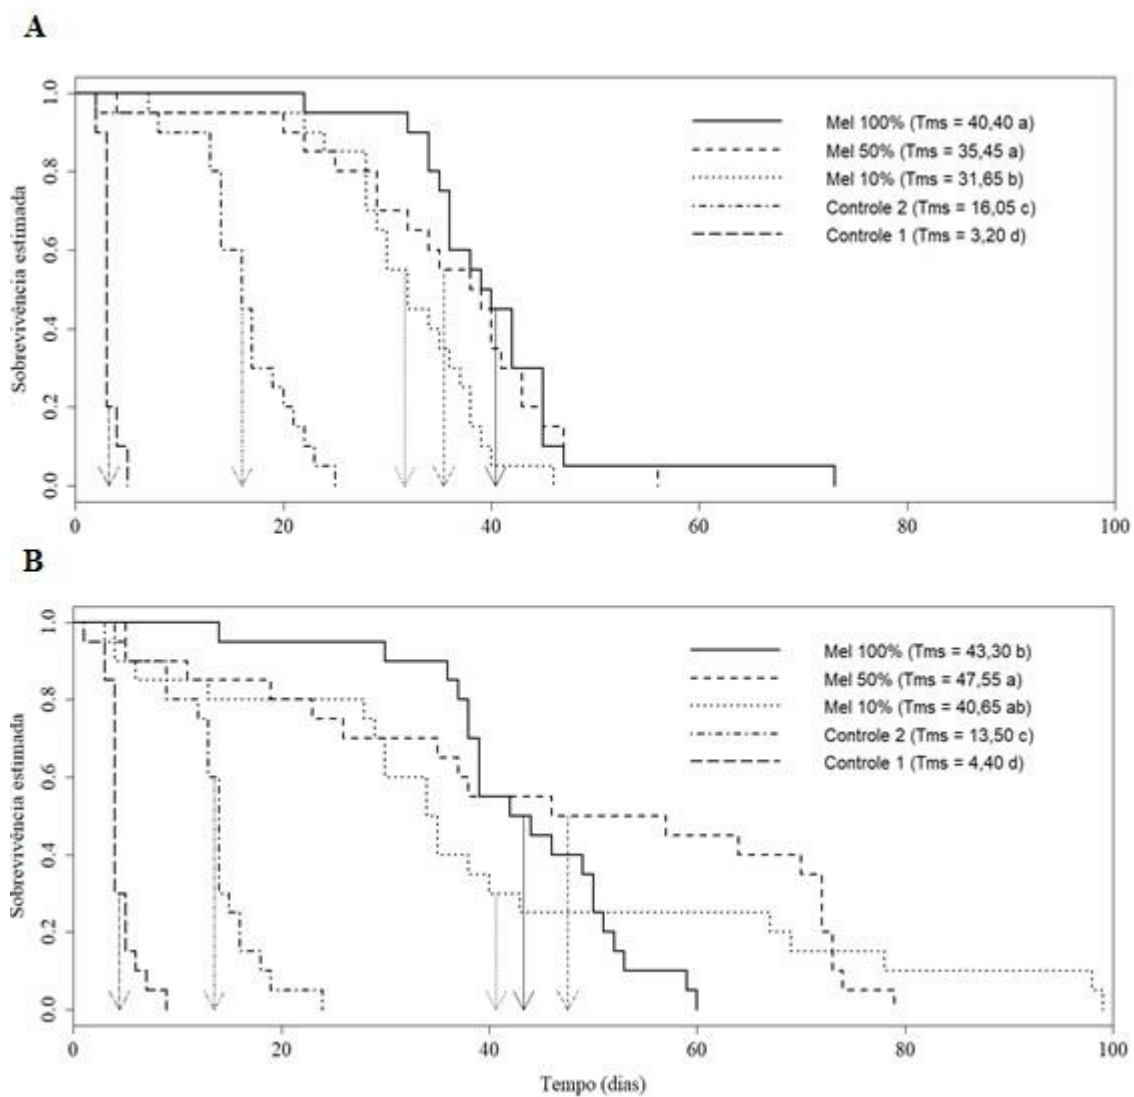 A
Sobrevivência estimada
1.0
0.8
0.6
0.4
0.2
0.0
Mel 100% (Tms = 40,40 a)
Mel 50% (Tms = 35,45 a)
Mel 10% (Tms = 31,65 b)
Controle 2 (Tms = 16,05 c)
Controle 1 (Tms = 3,20 d)
0 20 40 60 80 100
B
Sobrevivência estimada
1.0
0.8
0.6
0.4
0.2
0.0
Mel 100% (Tms = 43,30 b)
Mel 50% (Tms = 47,55 a)
Mel 10% (Tms = 40,65 ab)
Controle 2 (Tms = 13,50 c)
Controle 1 (Tms = 4,40 d)
0 20 40 60 80 100
Tempo (dias)